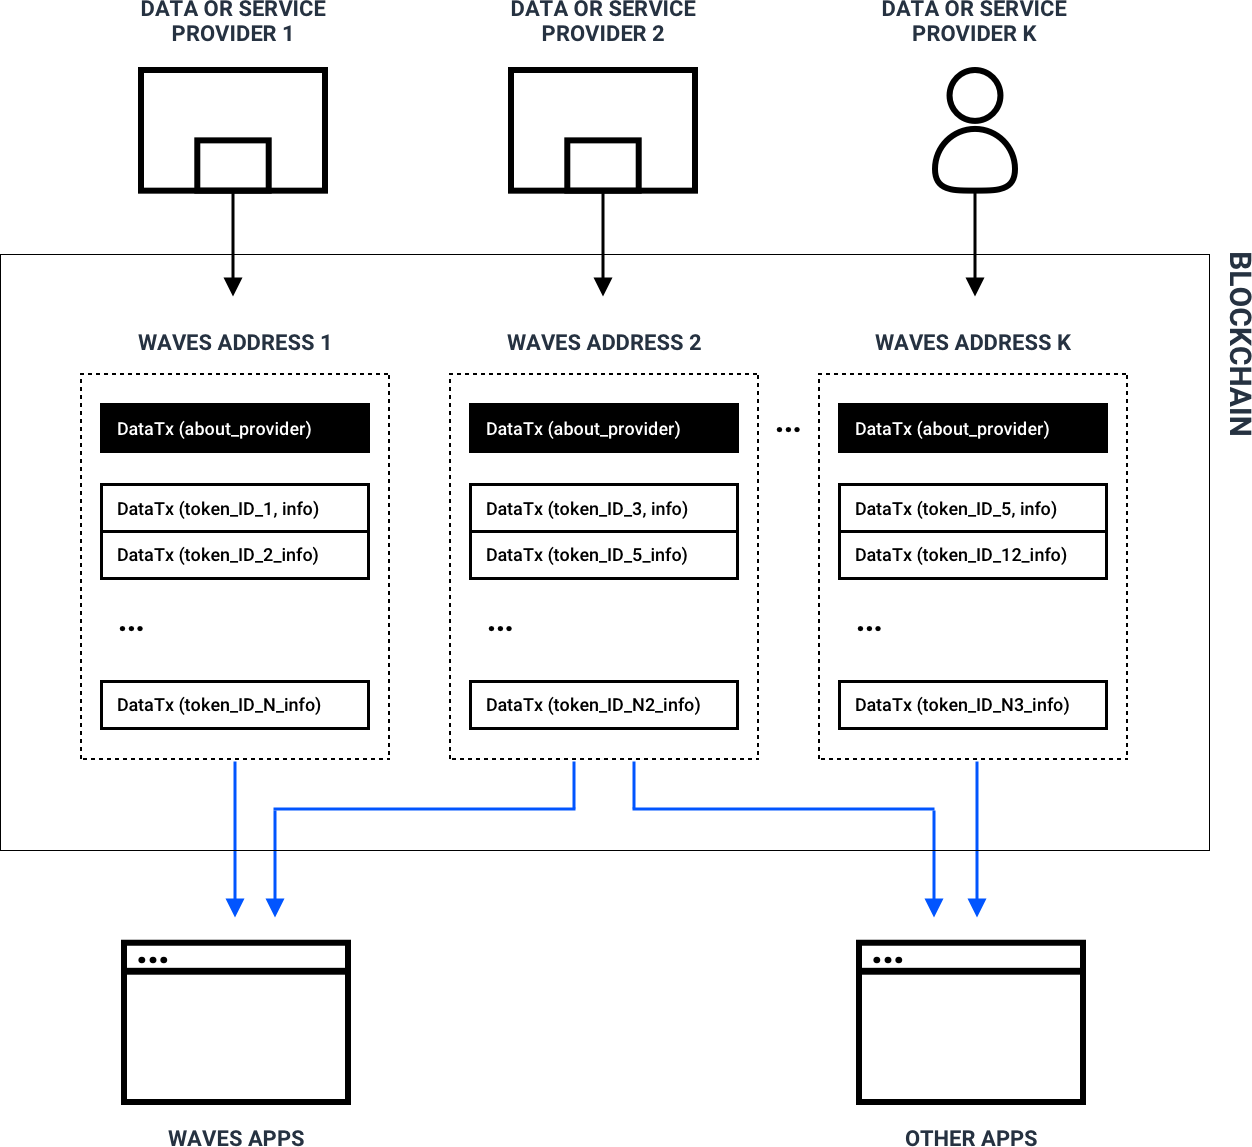 DATA OR SERVICE
PROVIDER 1
DATA OR SERVICE
PROVIDER 2
DATA OR SERVICE
PROVIDER K
BLOCKCHAIN
WAVES ADDRESS 1
DataTx (about_provider)
DataTx (token_ID_1, info)
DataTx (token_ID_2_info)
...
DataTx (token_ID_N_info)
WAVES ADDRESS 2
DataTx (about_provider)
DataTx (token_ID_3, info)
DataTx (token_ID_5_info)
...
DataTx (token_ID_N2_info)
...
WAVES ADDRESS K
DataTx (about_provider)
DataTx (token_ID_5, info)
DataTx (token_ID_12_info)
...
DataTx (token_ID_N3_info)
WAVES APPS
OTHER APPS